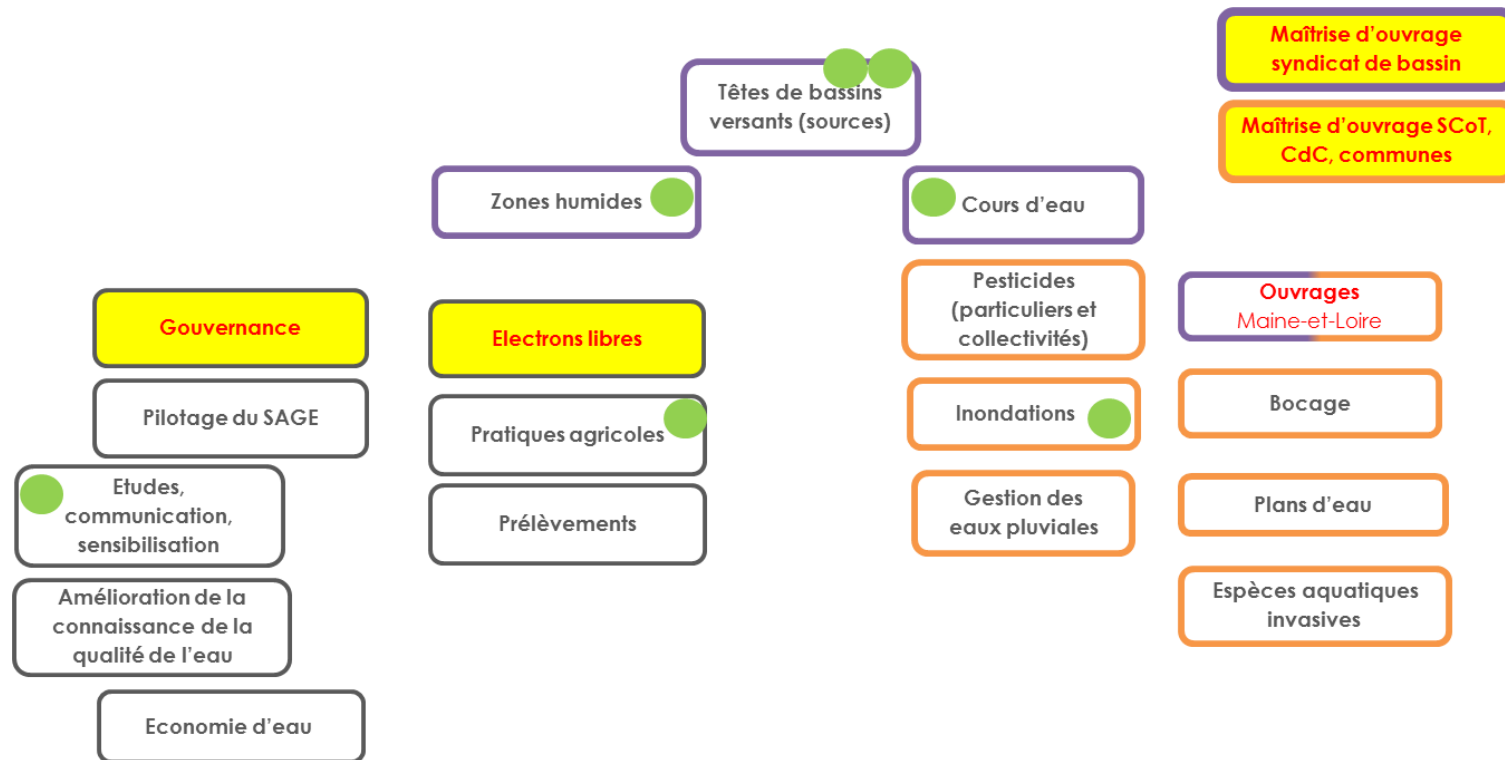 Maîtrise d'ouvrage
syndicat de bassin
Têtes de bassins
versants (sources)
Maîtrise d'ouvrage SCoT,
CdC, communes
Zones humides
Cours d'eau
Pesticides
(particuliers et
collectivités)
Ouvrages
Maine-et-Loire
Gouvernance
Electrons libres
Pilotage du SAGE
Pratiques agricoles
Inondations
Bocage
Etudes,
communication,
sensibilisation
Prélèvements
Gestion des
eaux pluviales
Plans d'eau
Amélioration de la
connaissance de la
qualité de l'eau
Espèces aquatiques
invasives
Economie d'eau